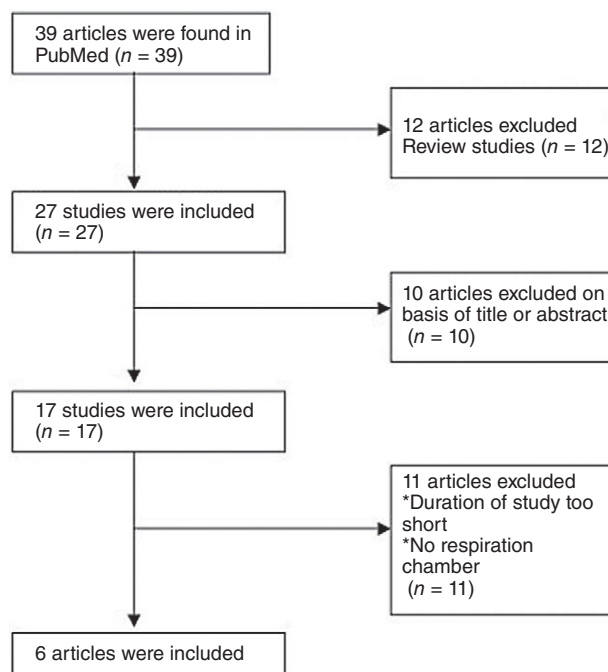 39 articles were found in
PubMed (n = 39)
12 articles excluded
Review studies (n = 12)
27 studies were included
(n = 27)
10 articles excluded on
basis of title or abstract
(n = 10)
17 studies were included
(n = 17)
11 articles excluded
*Duration of study too
short
*No respiration
chamber
(n = 11)
6 articles were included